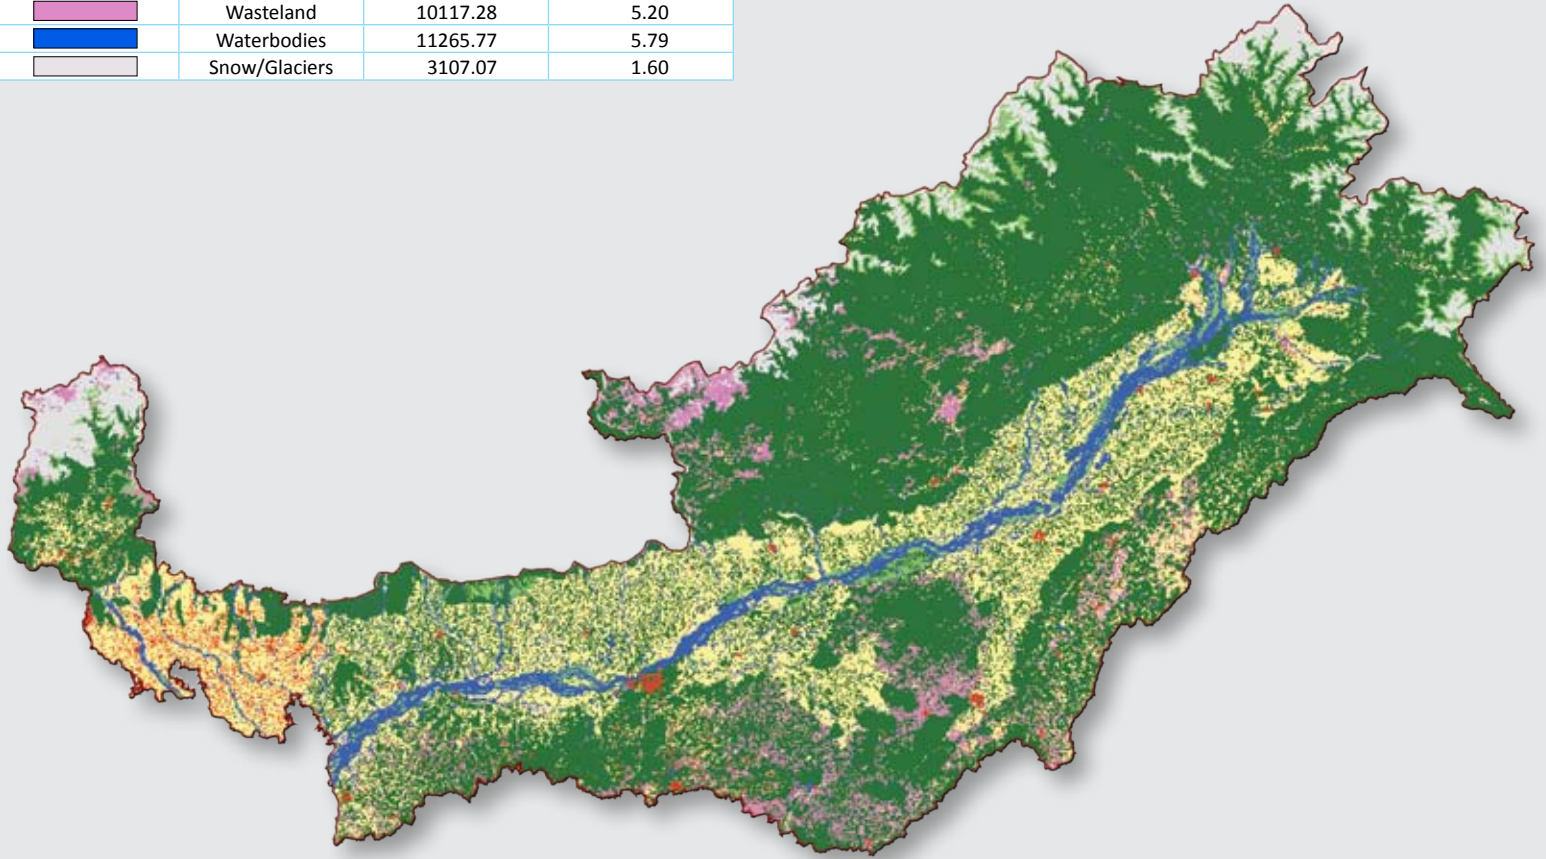 Wasteland 10117.28 5.20
Waterbodies 11265.77 5.79
Snow/Glaciers 3107.07 1.60